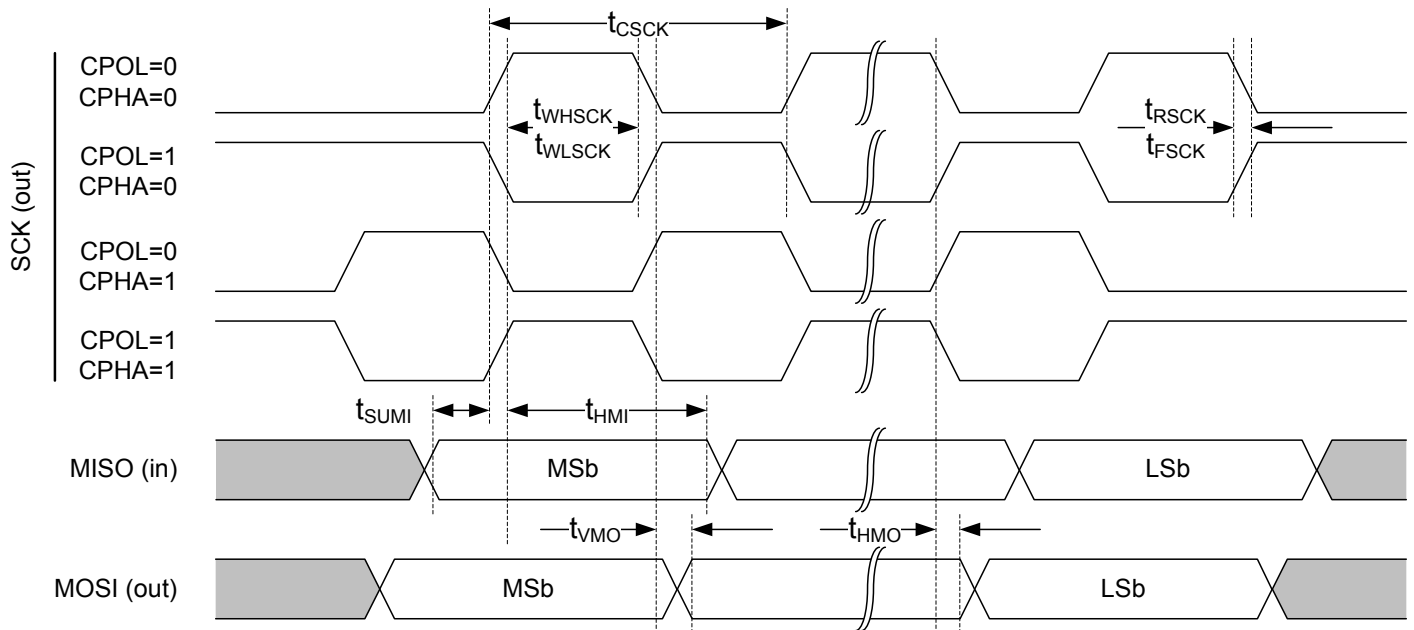 tCSCK
SCK (out)
CPOL=0
CPHA=0
tWHSCK
tWLSCK
tRSCK
tFSCK
CPOL=1
CPHA=0
CPOL=0
CPHA=1
CPOL=1
CPHA=1
tSUMI
tHMI
MISO (in)
MSb
LSb
tVMO
tHMO
MOSI (out)
MSb
LSb